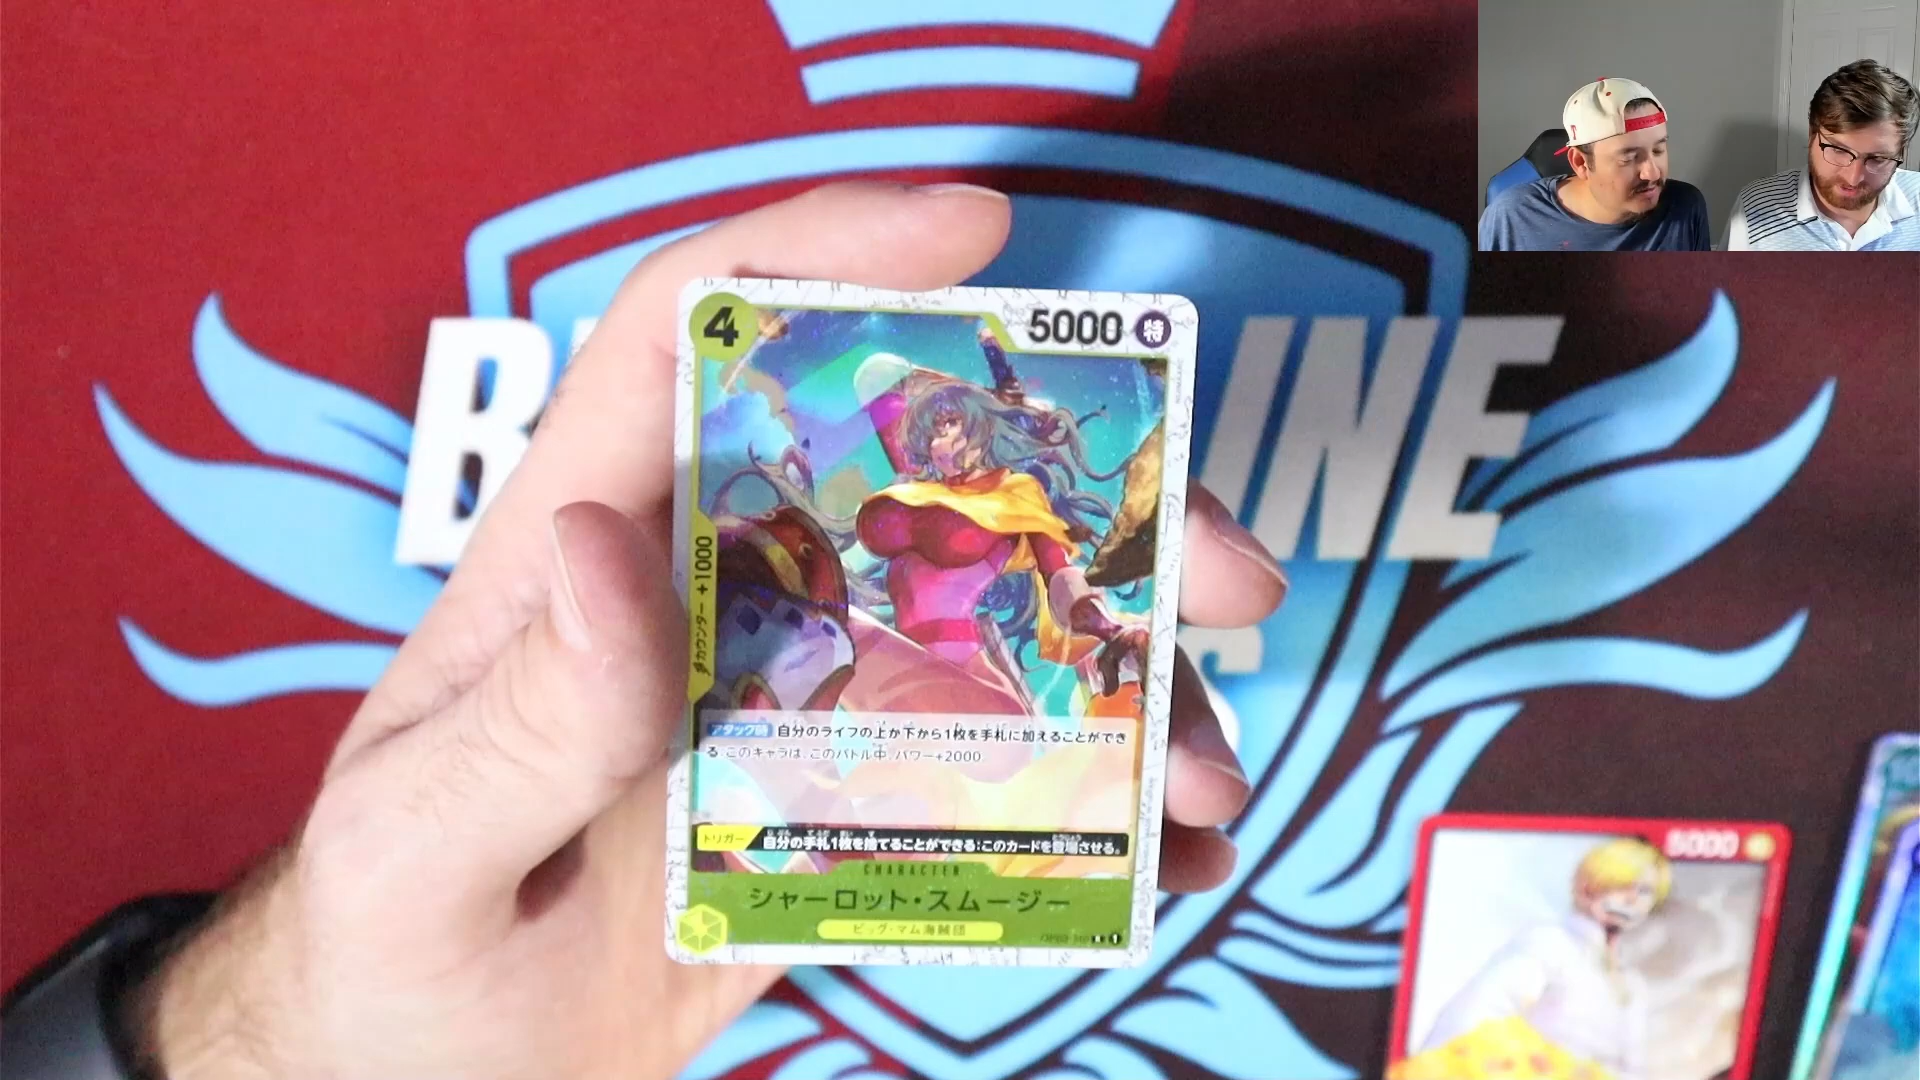 4
5000 特
カウンター +1000
アタック時 自分のライフの上か下から1枚を手札に加えることができ
る:このキャラは、このバトル中、パワー+2000。
トリガー 自分の手札1枚を捨てることができる:このカードを登場させる。
CHARACTER
シャーロット・スムージー
ビッグ・マム海賊団
INE
5000